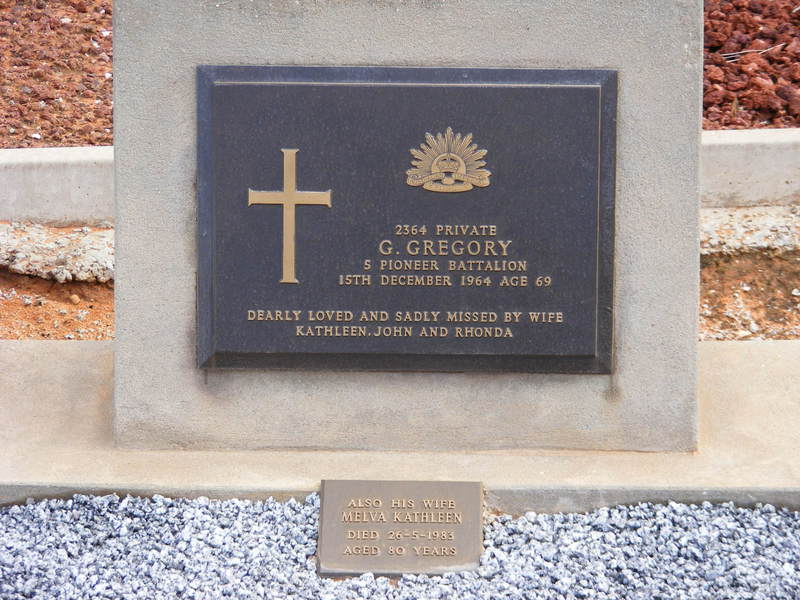 2364 PRIVATE
G. GREGORY
5 PIONEER BATTALION
15TH DECEMBER 1964 AGE 69
DEARLY LOVED AND SADLY MISSED BY WIFE
KATHLEEN. JOHN AND RHONDA
ALSO HIS WIFE
MELVA KATHLEEN
DIED 26-5-1983
AGED 80 YEARS